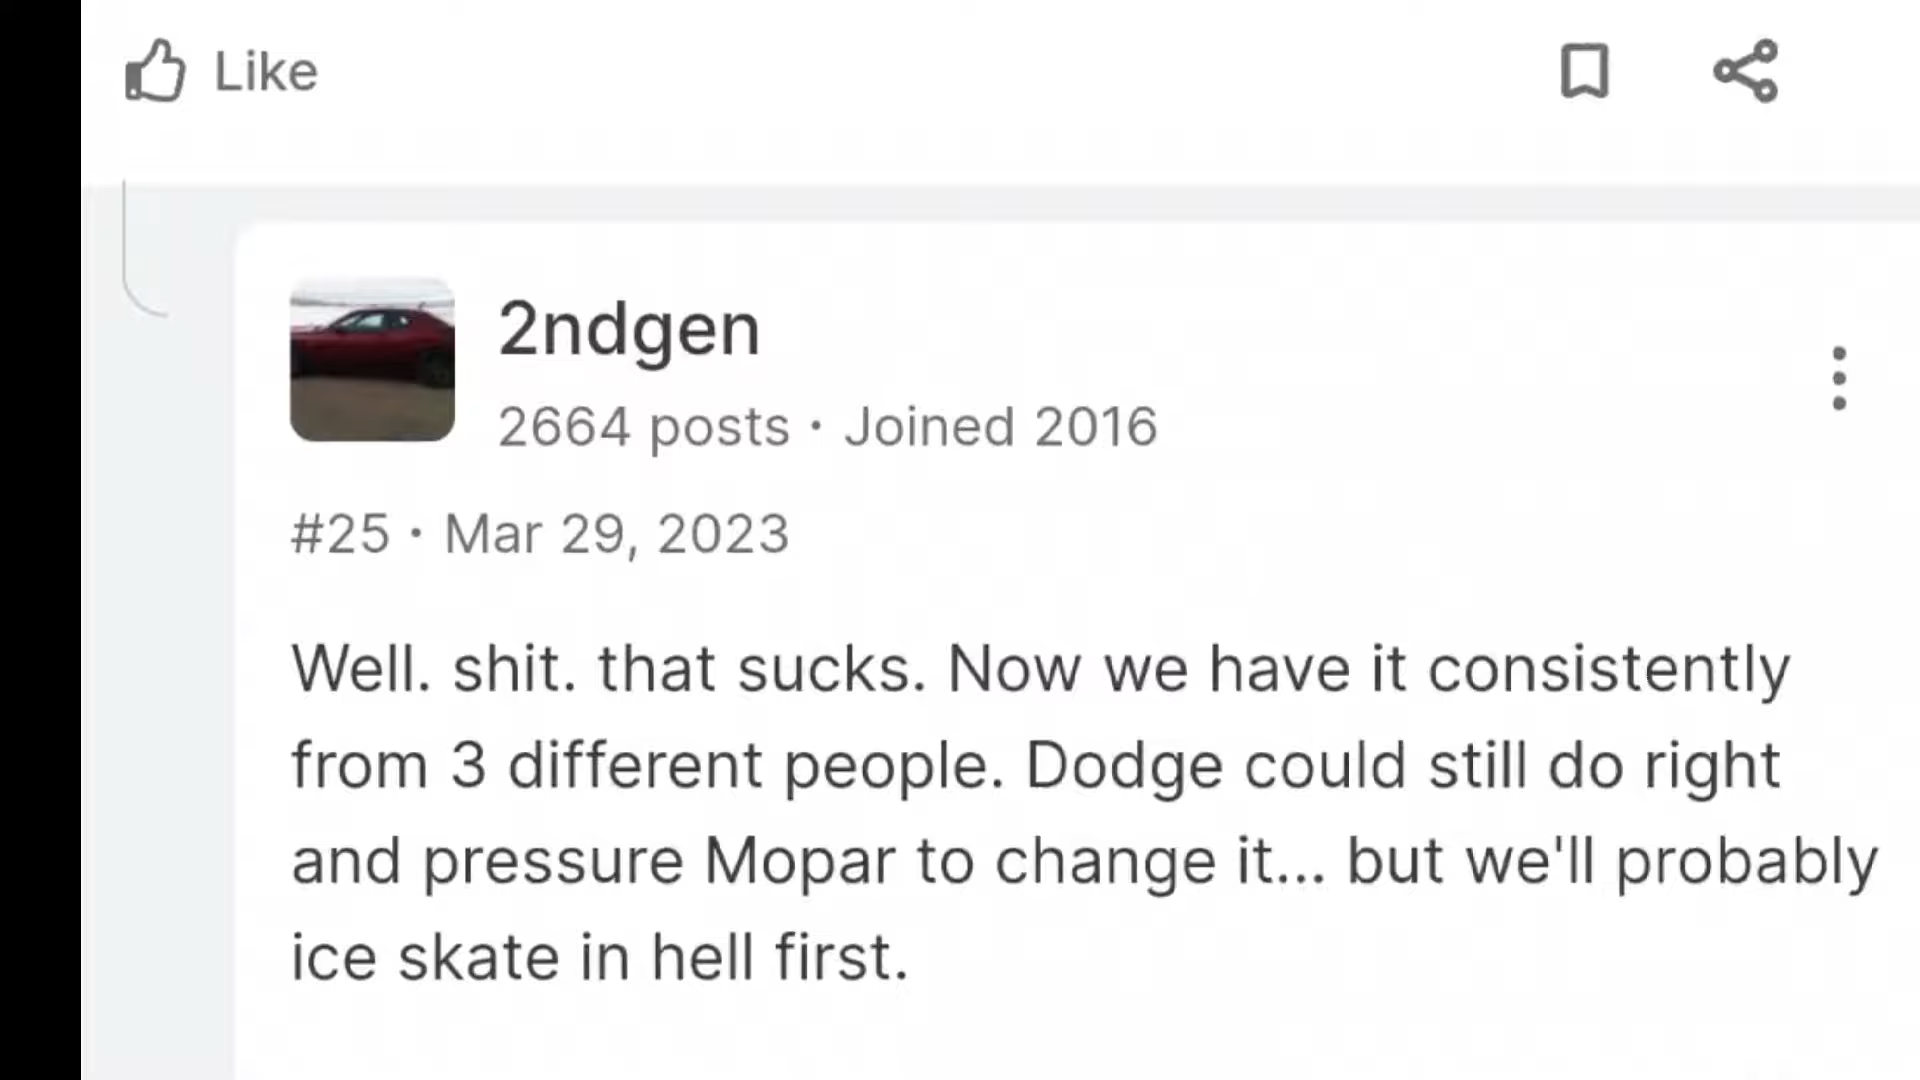 Like
2ndgen
2664 posts · Joined 2016
#25 · Mar 29, 2023
Well. shit. that sucks. Now we have it consistently
from 3 different people. Dodge could still do right
and pressure Mopar to change it... but we'll probably
ice skate in hell first.